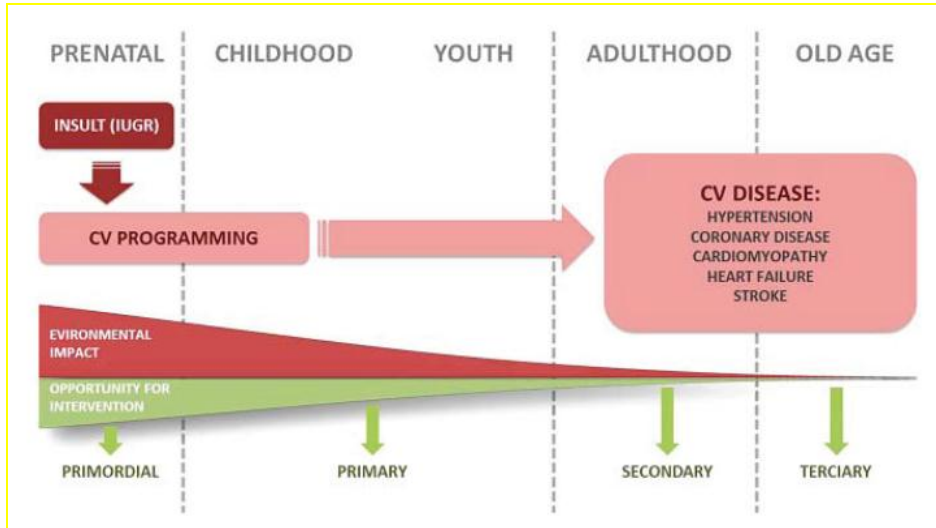 PRENATAL
CHILDHOOD
YOUTH
ADULTHOOD
OLD AGE
INSULT (IUGR)
CV PROGRAMMING
CV DISEASE:
HYPERTENSION
CORONARY DISEASE
CARDIOMYOPATHY
HEART FAILURE
STROKE
EVIRONMENTAL
IMPACT
OPPORTUNITY FOR
INTERVENTION
PRIMORDIAL
PRIMARY
SECONDARY
TERCIARY